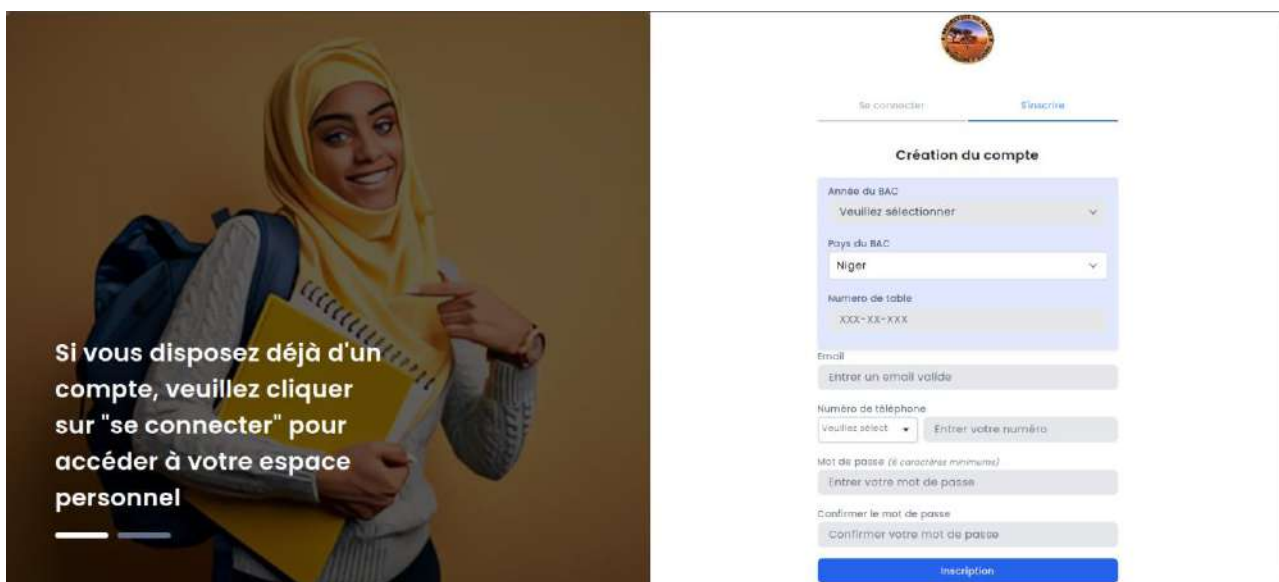 Si vous disposez déjà d'un
compte, veuillez cliquer
sur "se connecter" pour
accéder à votre espace
personnel
Se connecter
S'inscrire
Création du compte
Année du BAC
Veuillez sélectionner
Pays du BAC
Niger
Numero de table
XXX-XX-XXX
Email
Entrer un email valide
Numéro de téléphone
Veuillez sélect
Entrer votre numéro
Mot de passe (6 caractères minimums)
Entrer votre mot de passe
Confirmer le mot de passe
Confirmer votre mot de passe
Inscription